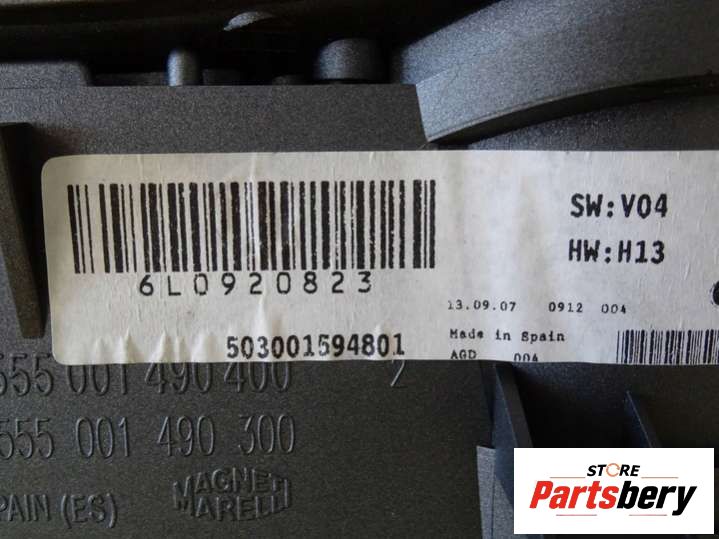 6L0920823
503001594801
SW:V04
HW:H13
13.09.07 0912 004
Made in Spain
AGD 004
555 001 490 400 2
555 001 490 300
(ES)
MAGNETI
MARELLI
STORE
Partsbery